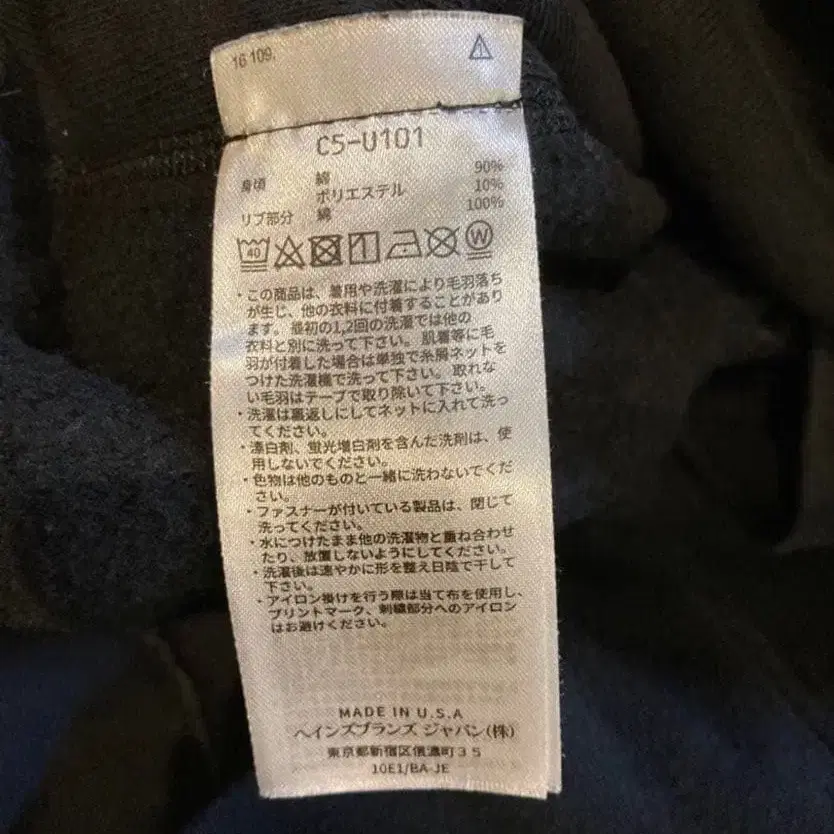 16 109.
1
C5-U101
身頃 綿 90%
ポリエステル 10%
リブ部分 綿 100%
40 1 W
・この商品は、着用や洗濯により毛羽落ち
が生じ、他の衣料に付着することがあり
ます。最初の1,2回の洗濯では他の
衣料と別に洗って下さい。肌着等に毛
羽が付着した場合は単独で糸屑ネットを
つけた洗濯機で洗って下さい。取れな
い毛羽はテープで取り除いて下さい。
・洗濯は裏返しにしてネットに入れて洗っ
てください。
・漂白剤、蛍光増白剤を含んだ洗剤は、使
用しないでください。
・色物は他のものと一緒に洗わないでくだ
さい。
・ファスナーが付いている製品は、閉じて
洗ってください。
・水につけたまま他の洗濯物と重ね合わせ
たり、放置しないようにしてください。
・洗濯後は速やかに形を整え日陰で干して
下さい。
・アイロン掛けを行う際は当て布を使用し、
プリントマーク、刺繍部分へのアイロン
はお避けください。
MADE IN U.S.A
ヘインズブランズ ジャパン(株)
東京都新宿区信濃町35
10E1/BA-JE